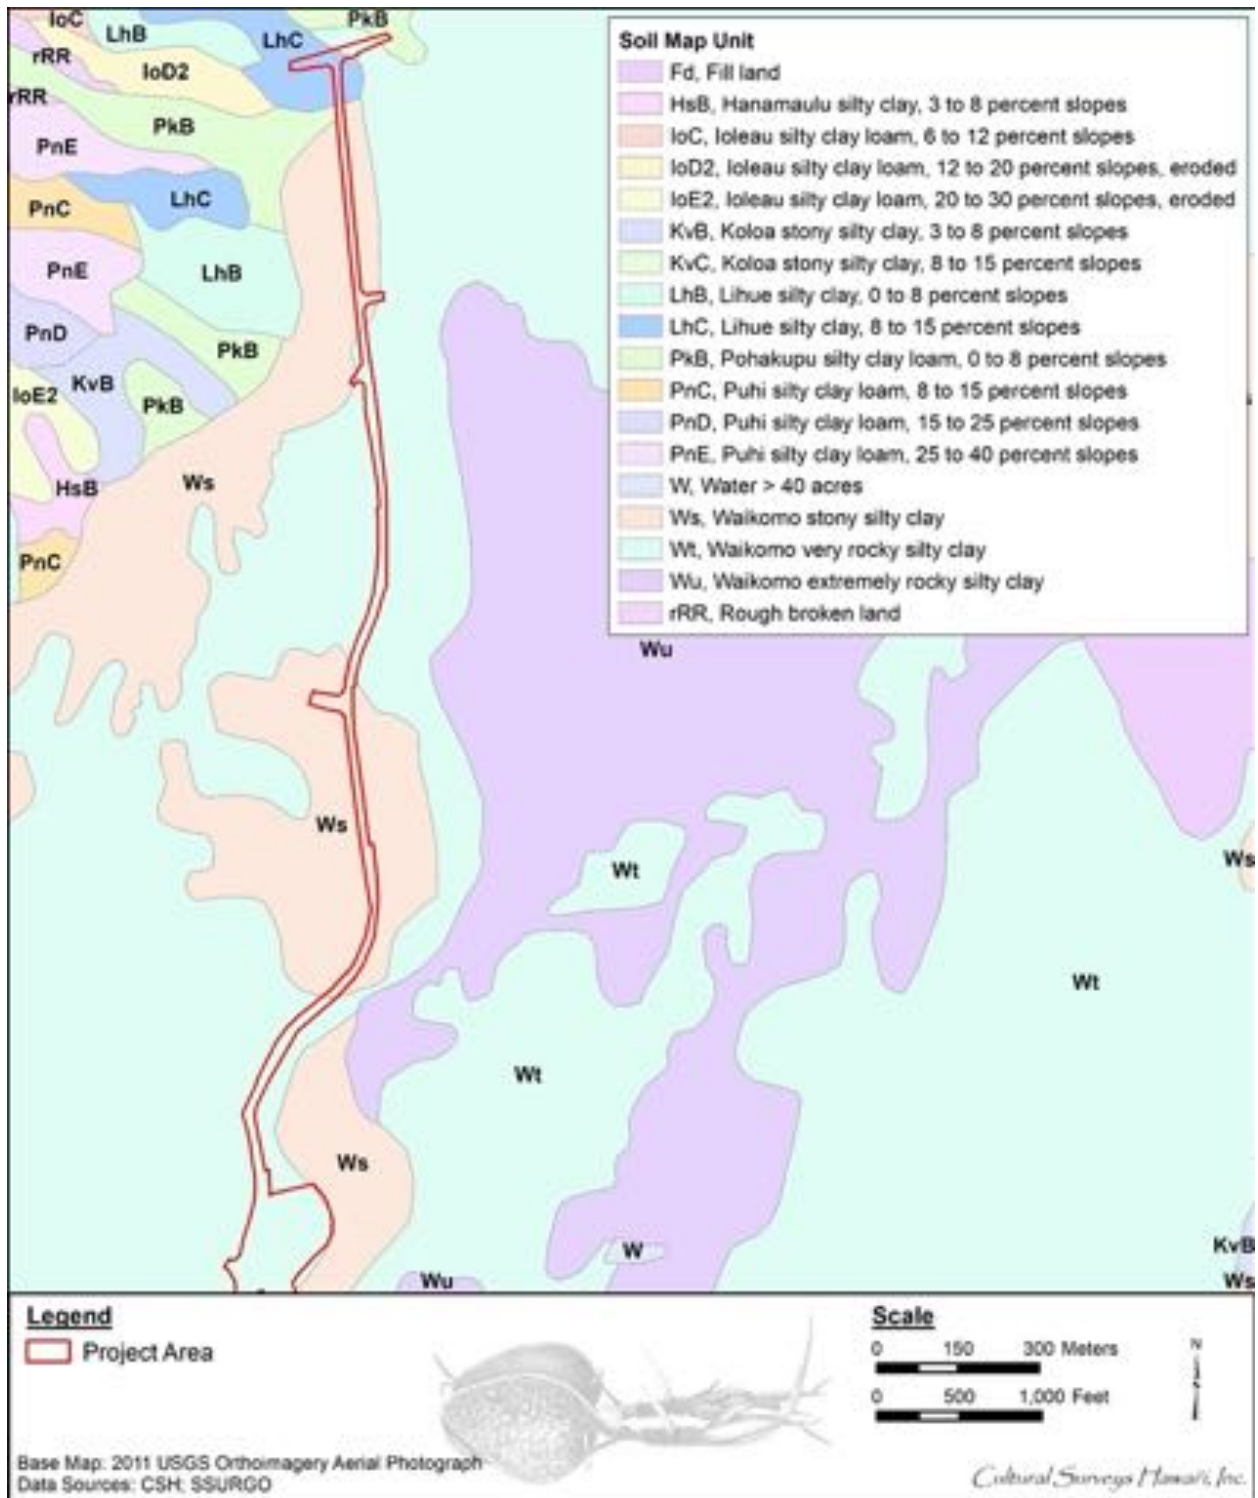 IoC
LhB
LhC
PkB
rRR
IoD2
rRR
PkB
PnE
PnC
LhC
PnE
LhB
PnD
PkB
IoE2
KvB
PkB
HsB
Ws
PnC
Soil Map Unit
Fd, Fill land
HsB, Hanamaulu silty clay, 3 to 8 percent slopes
IoC, Ioleau silty clay loam, 6 to 12 percent slopes
IoD2, Ioleau silty clay loam, 12 to 20 percent slopes, eroded
IoE2, Ioleau silty clay loam, 20 to 30 percent slopes, eroded
KvB, Koloa stony silty clay, 3 to 8 percent slopes
KvC, Koloa stony silty clay, 8 to 15 percent slopes
LhB, Lihue silty clay, 0 to 8 percent slopes
LhC, Lihue silty clay, 8 to 15 percent slopes
PkB, Pohakupu silty clay loam, 0 to 8 percent slopes
PnC, Puhi silty clay loam, 8 to 15 percent slopes
PnD, Puhi silty clay loam, 15 to 25 percent slopes
PnE, Puhi silty clay loam, 25 to 40 percent slopes
W, Water > 40 acres
Ws, Waikomo stony silty clay
Wt, Waikomo very rocky silty clay
Wu, Waikomo extremely rocky silty clay
rRR, Rough broken land
Wu
Ws
Wt
Ws
Wt
Wt
Ws
W
KvB
Wu
Ws
Legend
Project Area
Scale
0 150 300 Meters
0 500 1,000 Feet
N
Base Map: 2011 USGS Orthoimagery Aerial Photograph
Data Sources: CSH; SSURGO
Cultural Surveys Hawai'i, Inc.